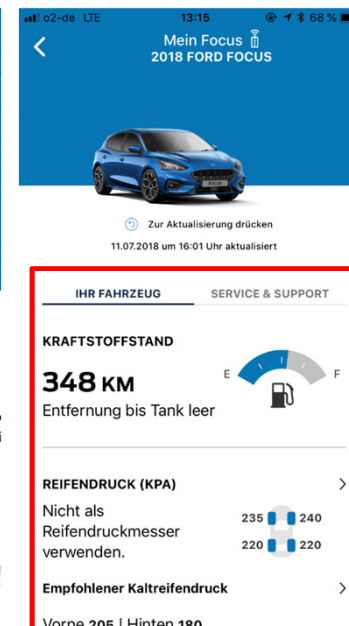 o2-de LTE 13:15 68 %
Mein Focus
2018 FORD FOCUS
Zur Aktualisierung drücken
11.07.2018 um 16:01 Uhr aktualisiert
IHR FAHRZEUG SERVICE & SUPPORT
KRAFTSTOFFSTAND
348 KM
E F
Entfernung bis Tank leer
REIFENDRUCK (KPA)
Nicht als
Reifendruckmesser
verwenden.
235 240
220 220
Empfohlener Kaltreifendruck
Vorne 205 | Hinten 180